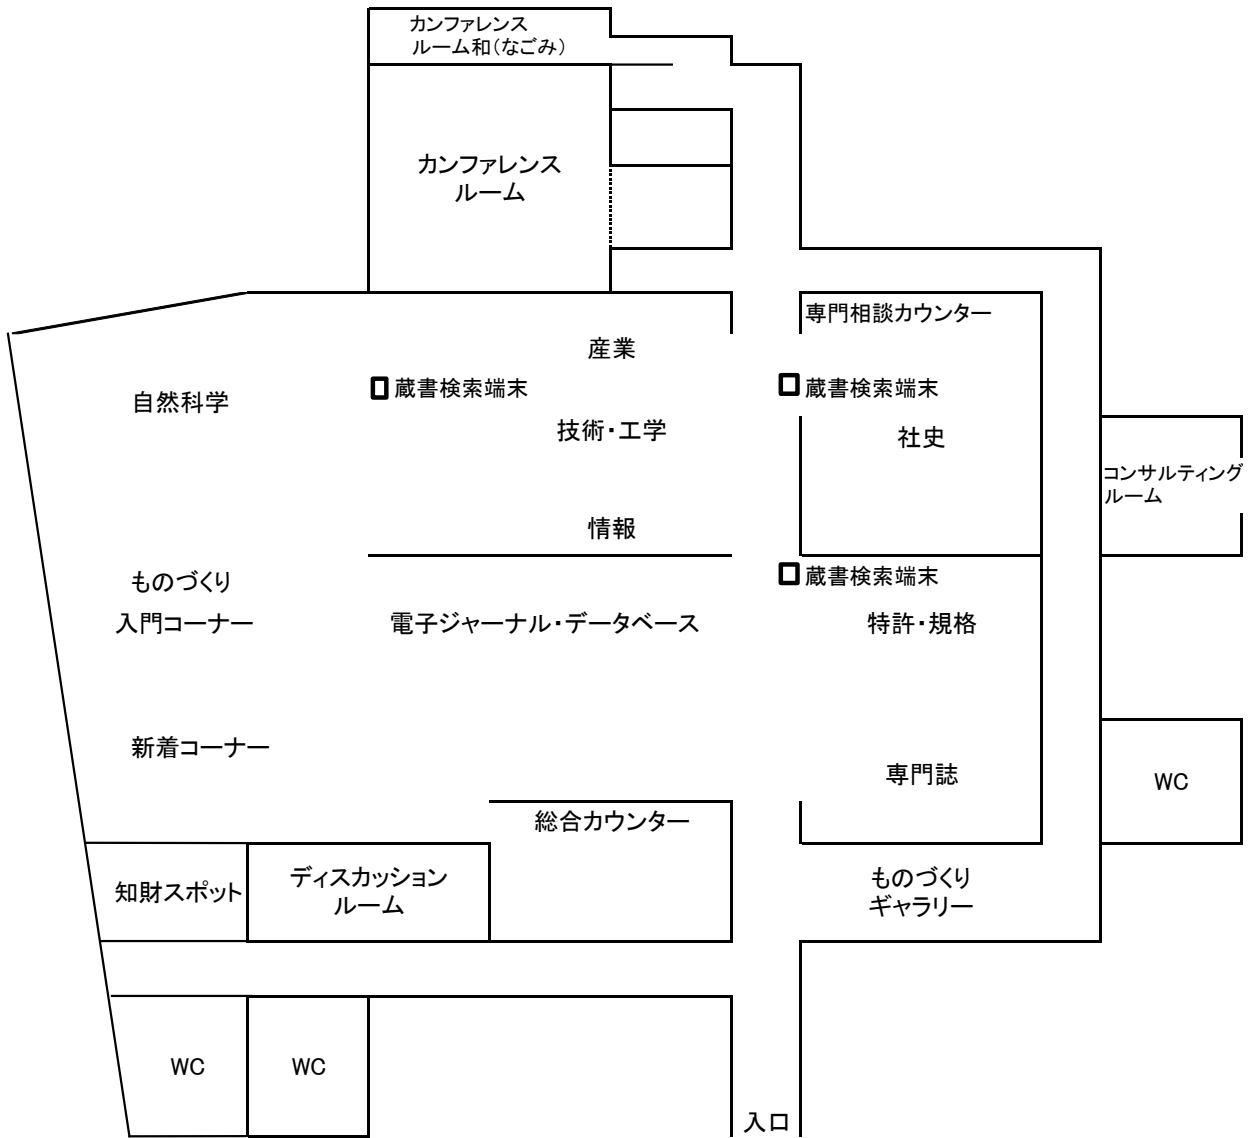 カンファレンス
ルーム和(なごみ)
カンファレンス
ルーム
専門相談カウンター
産業
蔵書検索端末
蔵書検索端末
自然科学
技術・工学
社史
コンサルティング
ルーム
情報
蔵書検索端末
ものづくり
入門コーナー
電子ジャーナル・データベース
特許・規格
新着コーナー
専門誌
WC
総合カウンター
知財スポット
ディスカッション
ルーム
ものづくり
ギャラリー
WC
WC
入口